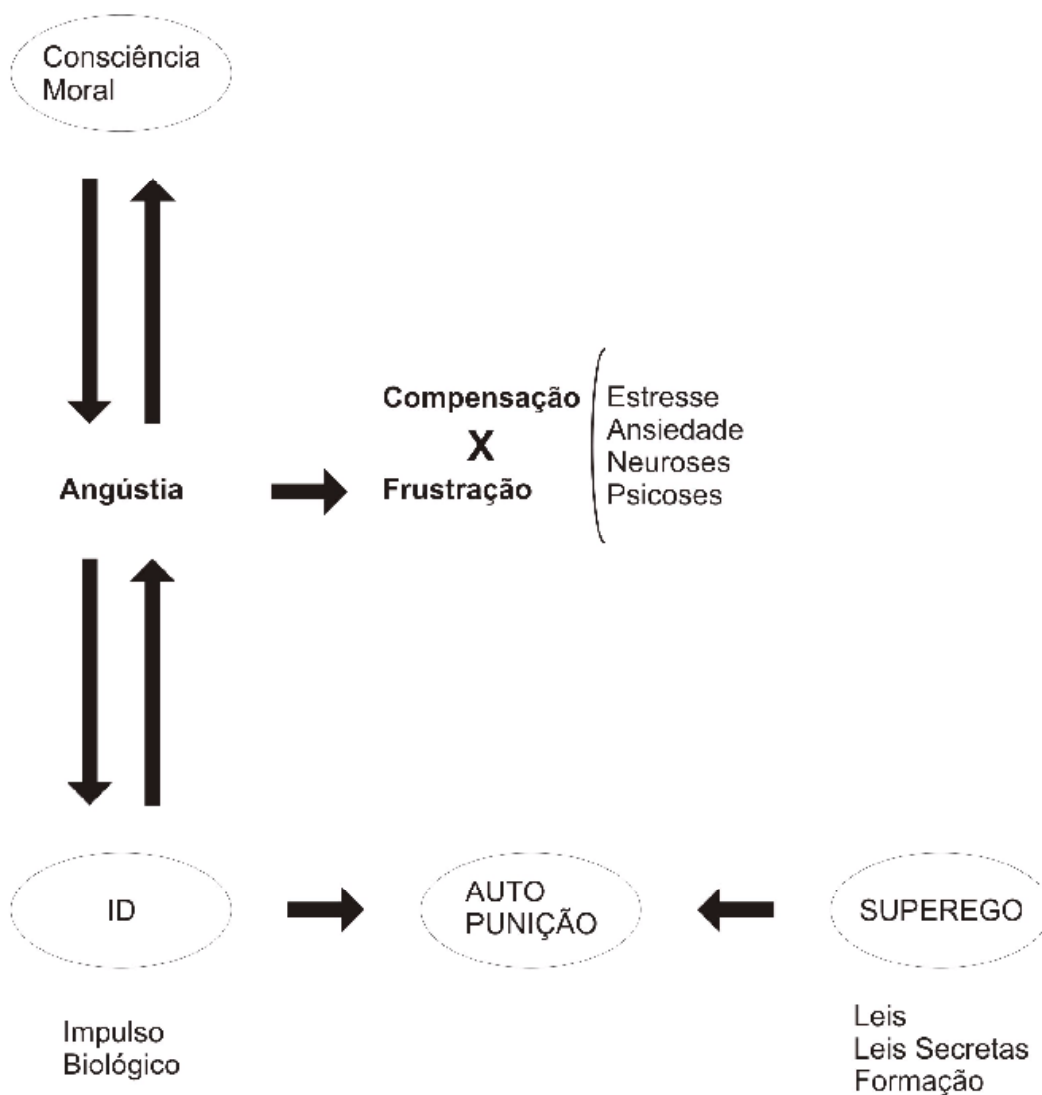 Consciência
Moral
Compensação
X
Frustração
Estresse
Ansiedade
Neuroses
Psicoses
Angústia
ID
AUTO
PUNIÇÃO
SUPEREGO
Impulso
Biológico
Leis
Leis Secretas
Formação